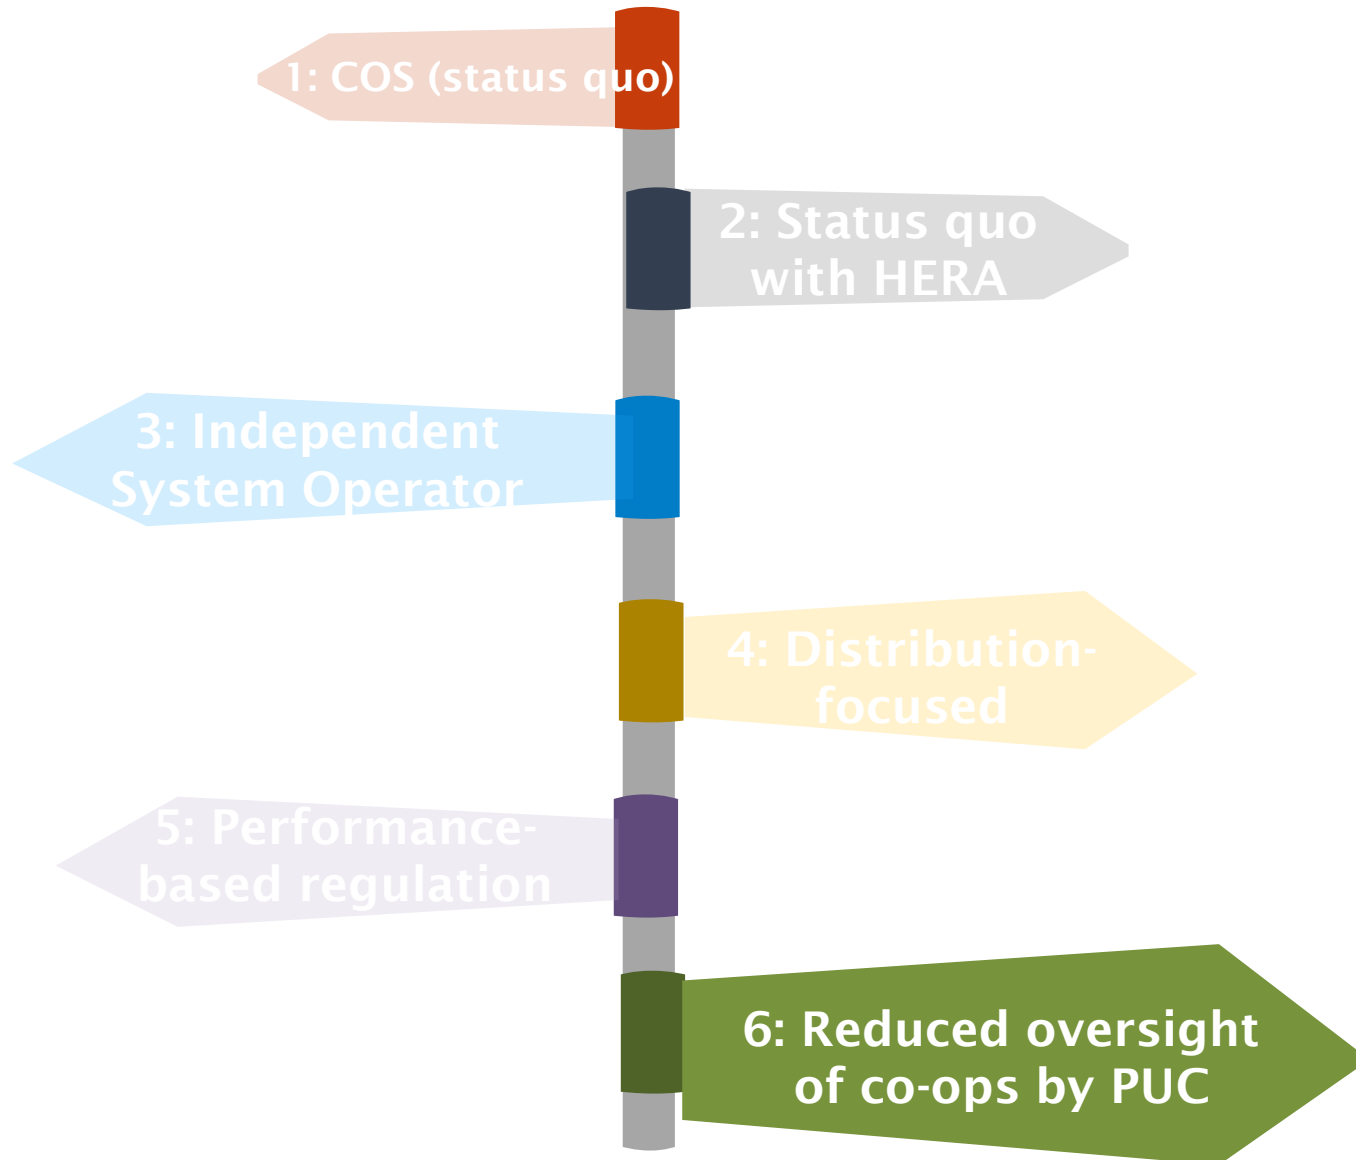 1: COS (status quo)
2: Status quo
with HERA
3: Independent
System Operator
4: Distribution-
focused
5: Performance-
based regulation
6: Reduced oversight
of co-ops by PUC